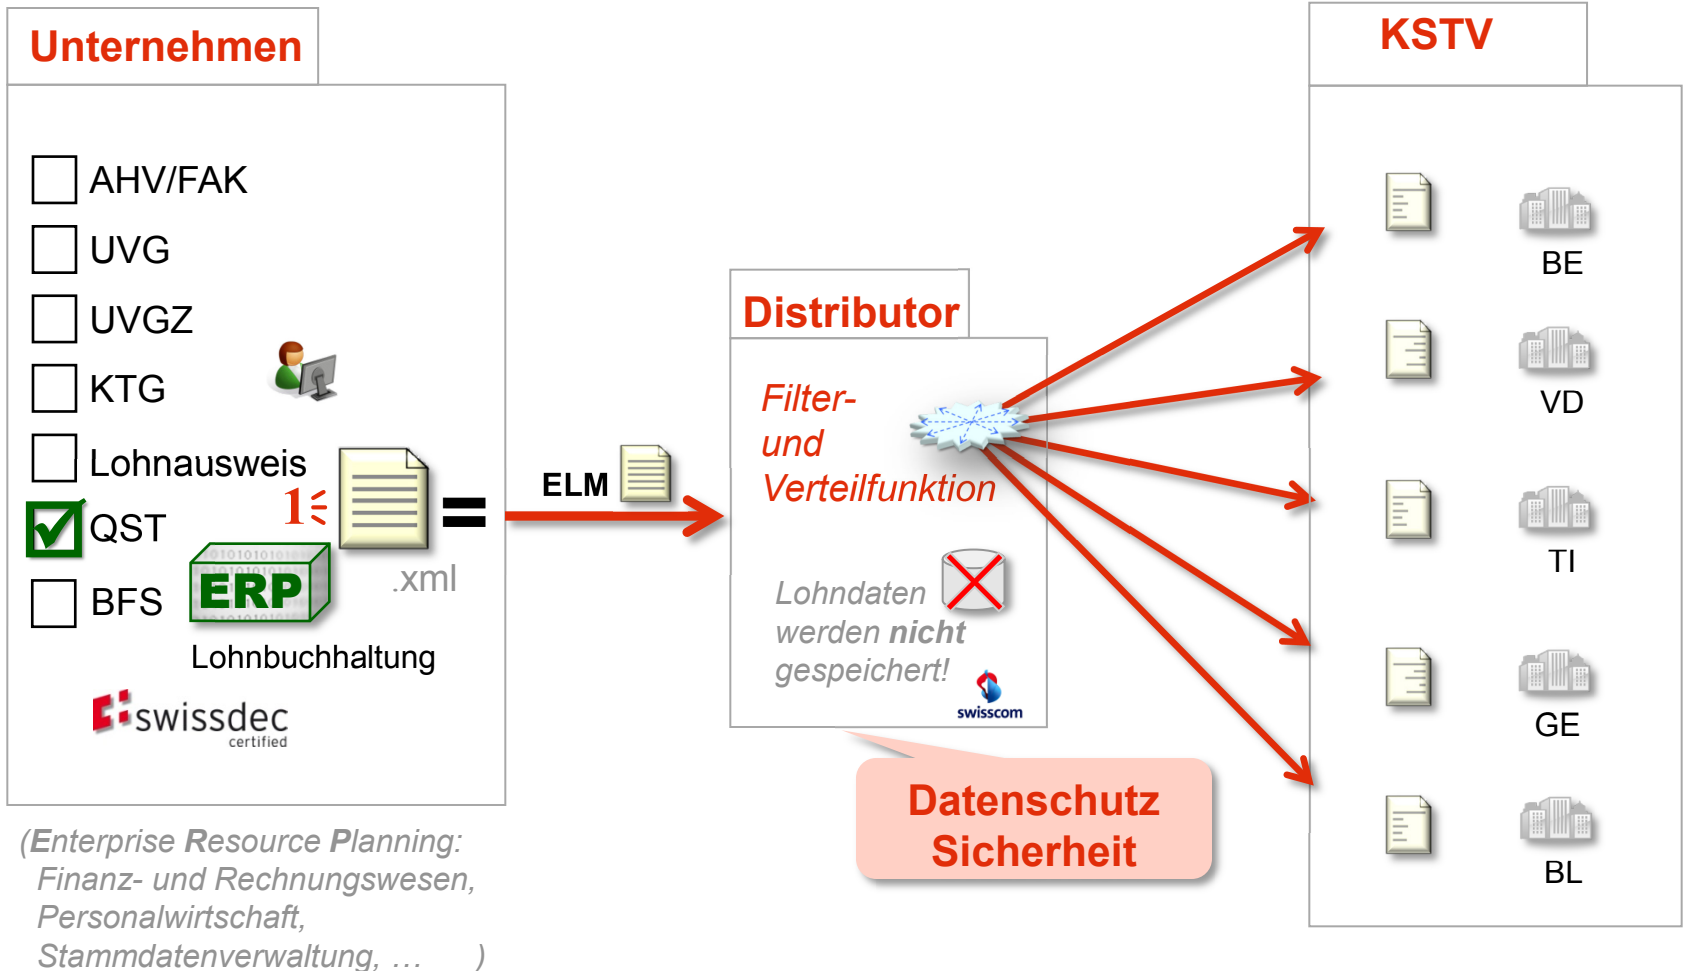 Unternehmen
AHV/FAK
UVG
UVGZ
KTG
Lohnausweis
QST
BFS
1
ERP
.xml
=
Lohnbuchhaltung
swissdec
certified
(Enterprise Resource Planning:
Finanz- und Rechnungswesen,
Personalwirtschaft,
Stammdatenverwaltung, … )
ELM
Distributor
Filter-
und
Verteilfunktion
Lohndaten
werden nicht
gespeichert!
swisscom
Datenschutz
Sicherheit
KSTV
BE
VD
TI
GE
BL